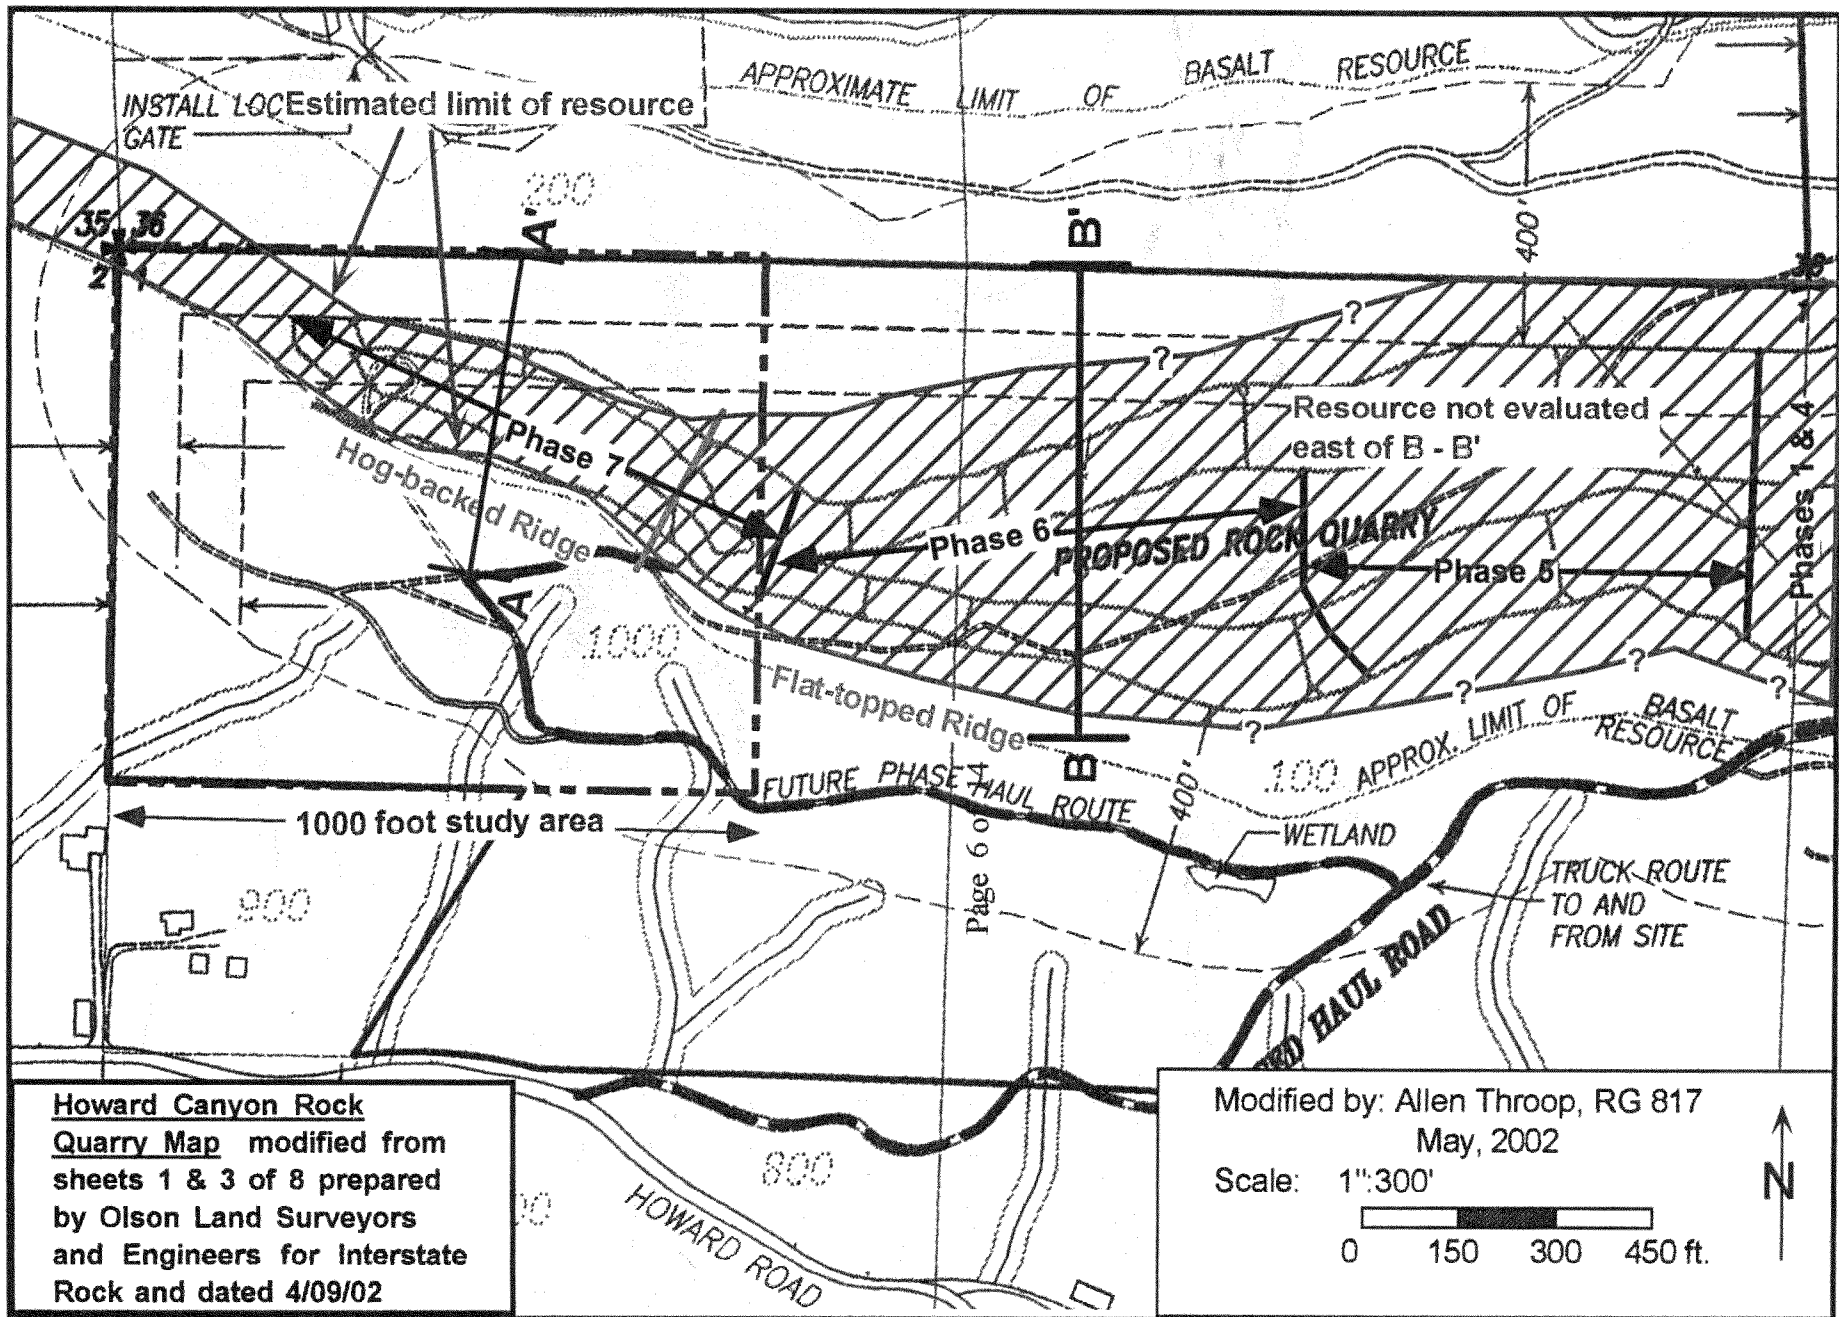 APPROXIMATE LIMIT OF BASALT RESOURCE
INSTALL LOC
Estimated limit of resource
GATE
200
400'
35 36
2 1
A'
B'
36
Resource not evaluated
east of B - B'
Phases 1 & 4
Phase 7
Hog-backed Ridge
Phase 6
PROPOSED ROCK QUARRY
Phase 5
A
1000
Flat-topped Ridge
B
?
?
?
?
?
?
100
APPROX. LIMIT OF BASALT
RESOURCE
FUTURE PHASE HAUL ROUTE
400'
1000 foot study area
WETLAND
Page 6 o
TRUCK ROUTE
TO AND
FROM SITE
900
HAUL ROAD
800
HOWARD ROAD
Howard Canyon Rock
Quarry Map modified from
sheets 1 & 3 of 8 prepared
by Olson Land Surveyors
and Engineers for Interstate
Rock and dated 4/09/02
Modified by: Allen Throop, RG 817
May, 2002
Scale: 1":300'
0 150 300 450 ft.
N